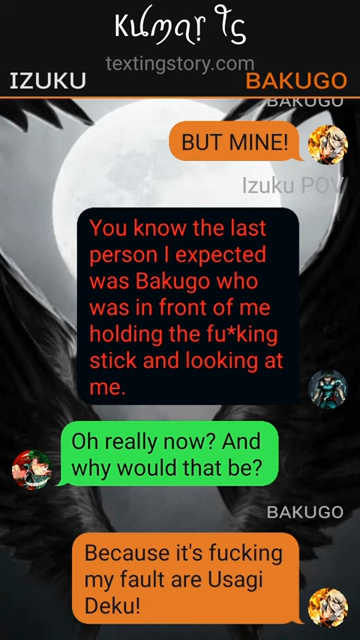 Kumar Ts
textingstory.com
IZUKU BAKUGO
BAKUGO
BUT MINE!
Izuku POV
You know the last
person I expected
was Bakugo who
was in front of me
holding the fu*king
stick and looking at
me.
Oh really now? And
why would that be?
BAKUGO
Because it's fucking
my fault are Usagi
Deku!